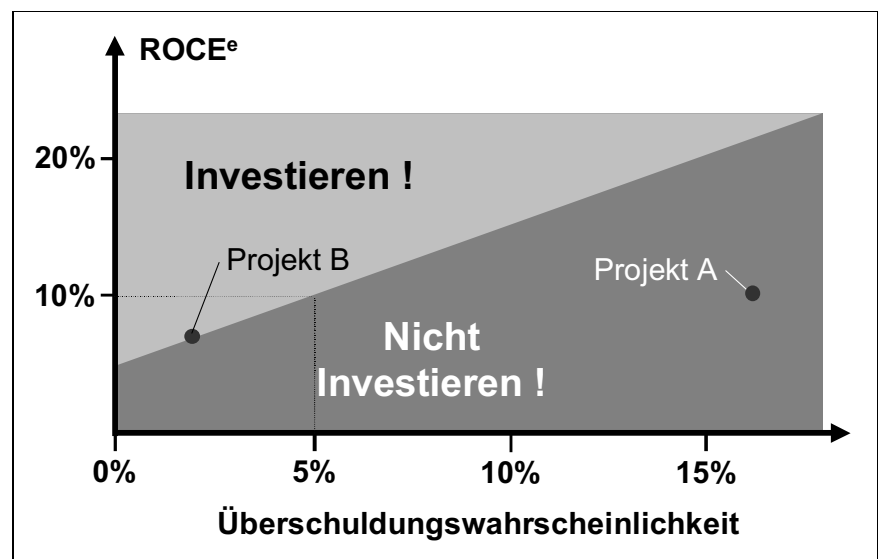 ROCEᵉ
20%
Investieren !
Projekt B
Projekt A
10%
Nicht
Investieren !
0%
5%
10%
15%
Überschuldungswahrscheinlichkeit